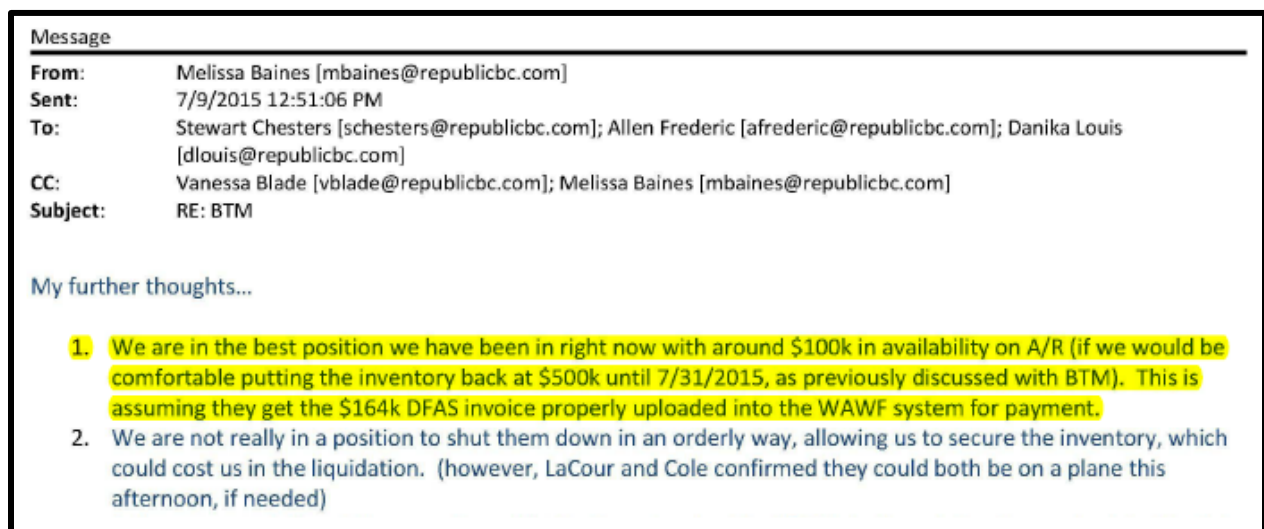 Message
From: Melissa Baines [mbaines@republicbc.com]
Sent: 7/9/2015 12:51:06 PM
To: Stewart Chesters [schesters@republicbc.com]; Allen Frederic [afrederic@republicbc.com]; Danika Louis
[dlouis@republicbc.com]
CC: Vanessa Blade [vblade@republicbc.com]; Melissa Baines [mbaines@republicbc.com]
Subject: RE: BTM
My further thoughts...
1. We are in the best position we have been in right now with around $100k in availability on A/R (if we would be
comfortable putting the inventory back at $500k until 7/31/2015, as previously discussed with BTM). This is
assuming they get the $164k DFAS invoice properly uploaded into the WAWF system for payment.
2. We are not really in a position to shut them down in an orderly way, allowing us to secure the inventory, which
could cost us in the liquidation. (however, LaCour and Cole confirmed they could both be on a plane this
afternoon, if needed)